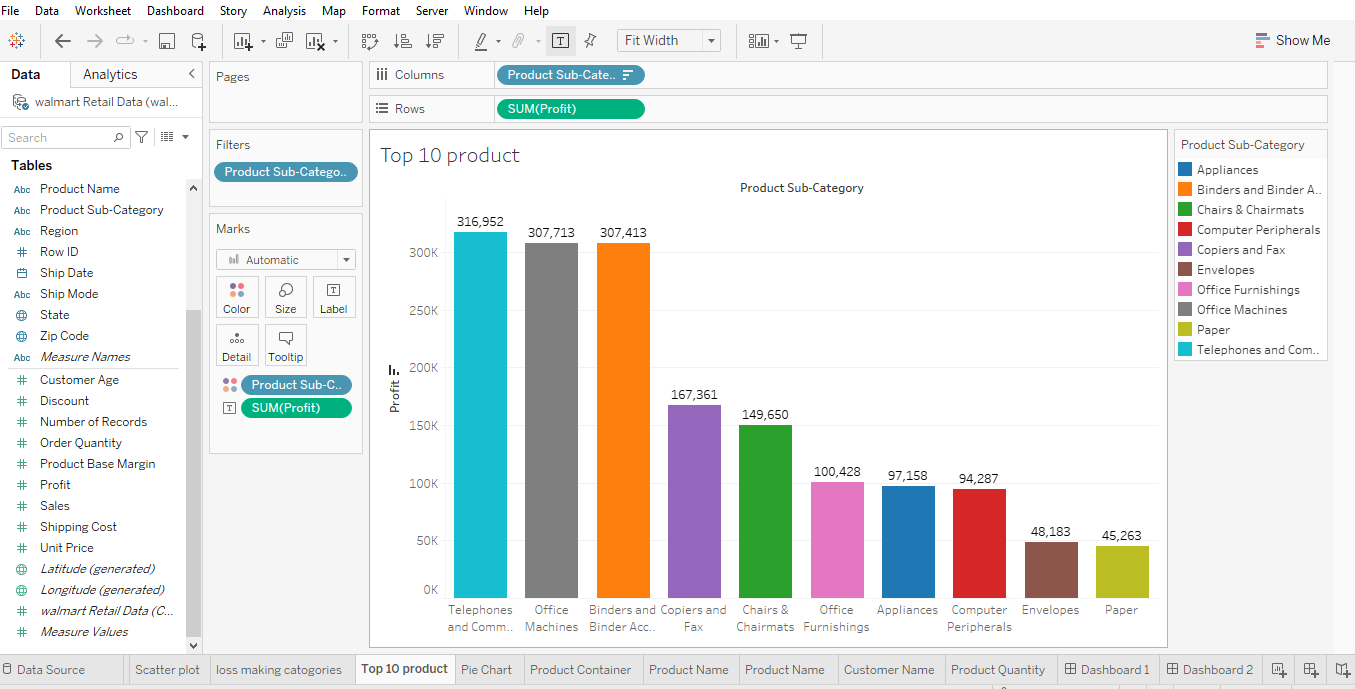 File Data Worksheet Dashboard Story Analysis Map Format Server Window Help
Fit Width
Show Me
Data Analytics
walmart Retail Data (wal...
Search
Tables
Abc Product Name
Abc Product Sub-Category
Abc Region
# Row ID
Ship Date
Abc Ship Mode
State
Zip Code
Abc Measure Names
# Customer Age
# Discount
# Number of Records
# Order Quantity
# Product Base Margin
# Profit
# Sales
# Shipping Cost
# Unit Price
Latitude (generated)
Longitude (generated)
# walmart Retail Data (C...
# Measure Values
Pages
Filters
Product Sub-Catego..
Marks
Automatic
Color Size Label
Detail Tooltip
Product Sub-C..
SUM(Profit)
Columns Product Sub-Cate..
Rows SUM(Profit)
Top 10 product
Product Sub-Category
Profit
300K
250K
200K
150K
100K
50K
0K
316,952
307,713
307,413
167,361
149,650
100,428
97,158
94,287
48,183
45,263
Telephones
and Comm..
Office
Machines
Binders and
Binder Acc..
Copiers and
Fax
Chairs &
Chairmats
Office
Furnishings
Appliances
Computer
Peripherals
Envelopes
Paper
Product Sub-Category
Appliances
Binders and Binder A..
Chairs & Chairmats
Computer Peripherals
Copiers and Fax
Envelopes
Office Furnishings
Office Machines
Paper
Telephones and Com..
Data Source Scatter plot loss making catogories Top 10 product Pie Chart Product Container Product Name Product Name Customer Name Product Quantity Dashboard 1 Dashboard 2